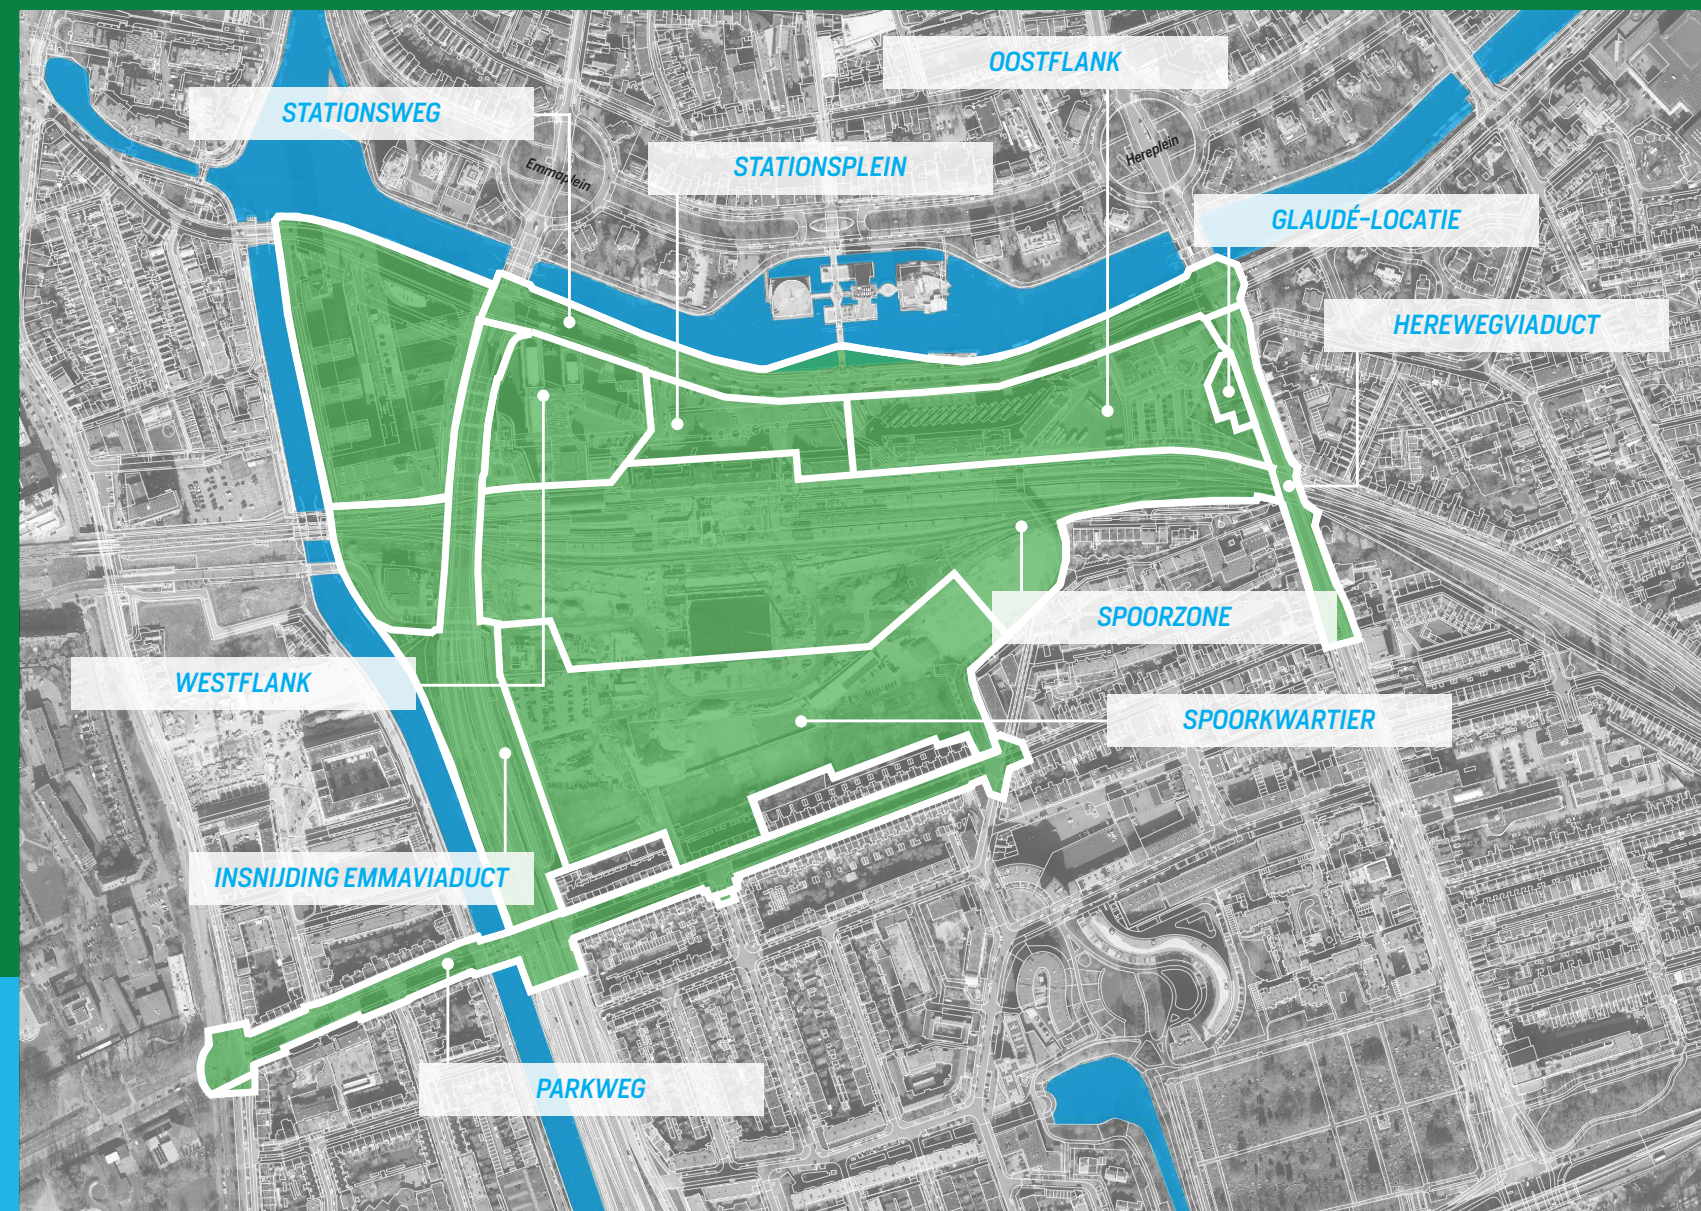 OOSTFLANK
STATIONSWEG
STATIONSPLEIN
Emmaplein
Hereplein
GLAUDÉ-LOCATIE
HEREWEGVIADUCT
SPOORZONE
WESTFLANK
SPOORKWARTIER
INSNIJDING EMMAVIADUCT
PARKWEG